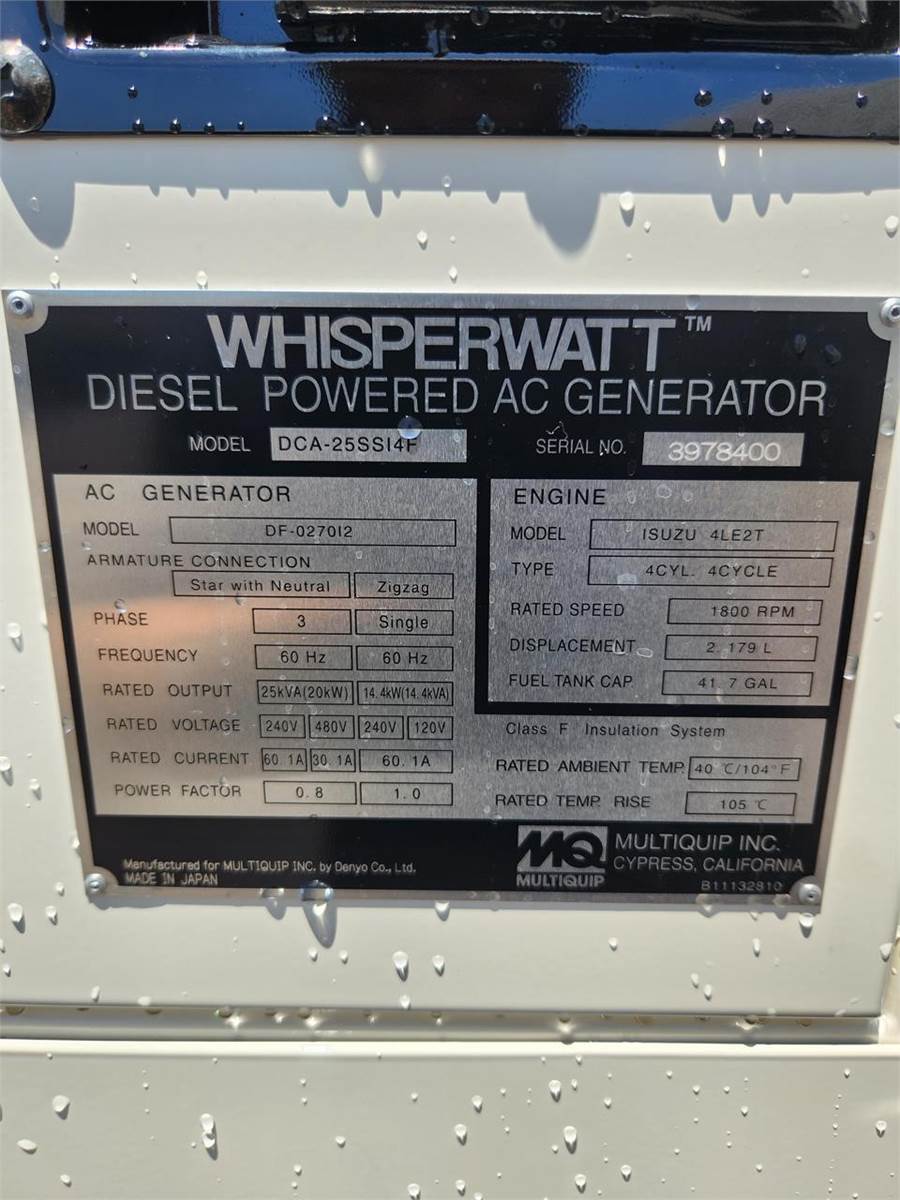 WHISPERWATT™
DIESEL POWERED AC GENERATOR
MODEL DCA-25SSI4F SERIAL NO. 3978400
AC GENERATOR
MODEL DF-0270I2
ARMATURE CONNECTION
Star with Neutral Zigzag
PHASE 3 Single
FREQUENCY 60 Hz 60 Hz
RATED OUTPUT 25kVA(20kW) 14.4kW(14.4kVA)
RATED VOLTAGE 240V 480V 240V 120V
RATED CURRENT 60.1A 30.1A 60.1A
POWER FACTOR 0.8 1.0
ENGINE
MODEL ISUZU 4LE2T
TYPE 4CYL. 4CYCLE
RATED SPEED 1800 RPM
DISPLACEMENT 2.179 L
FUEL TANK CAP. 41.7 GAL
Class F Insulation System
RATED AMBIENT TEMP. 40 ℃/104°F
RATED TEMP. RISE 105 ℃
Manufactured for MULTIQUIP INC. by Denyo Co., Ltd.
MADE IN JAPAN
MQ
MULTIQUIP
MULTIQUIP INC.
CYPRESS, CALIFORNIA
B11132810